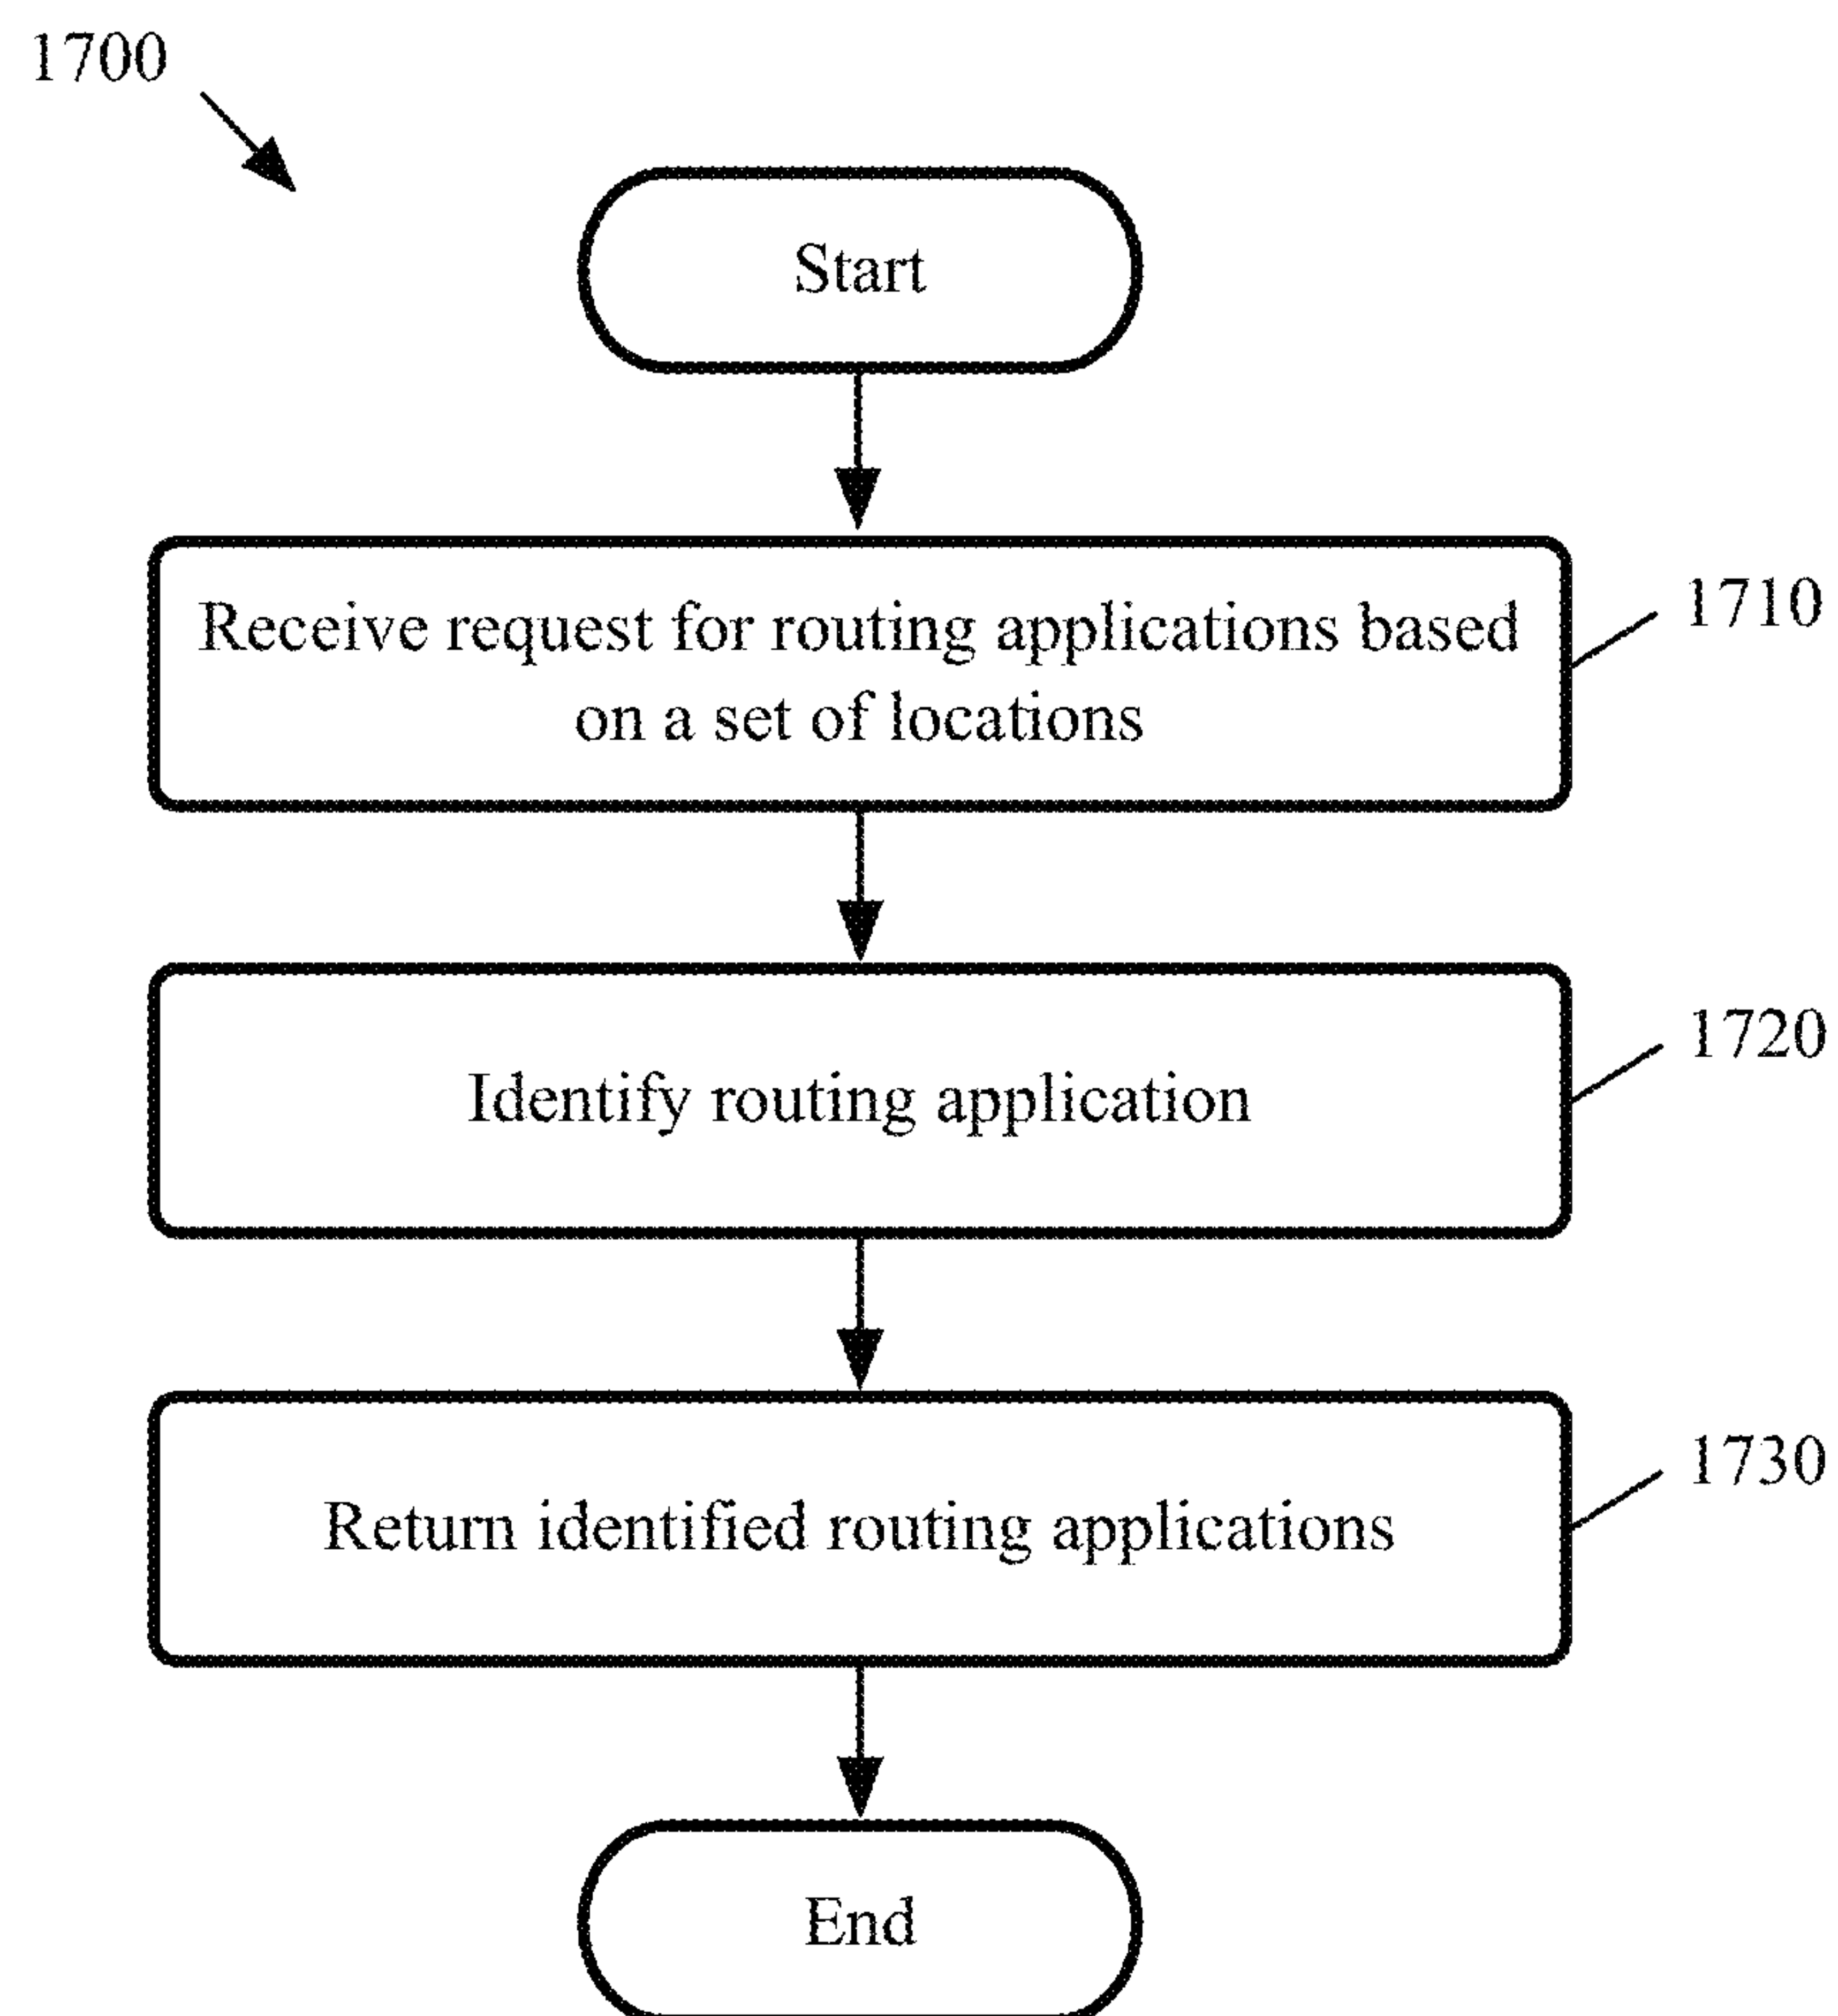 1700
Start
Receive request for routing applications based
on a set of locations
1710
Identify routing application
1720
Return identified routing applications
1730
End